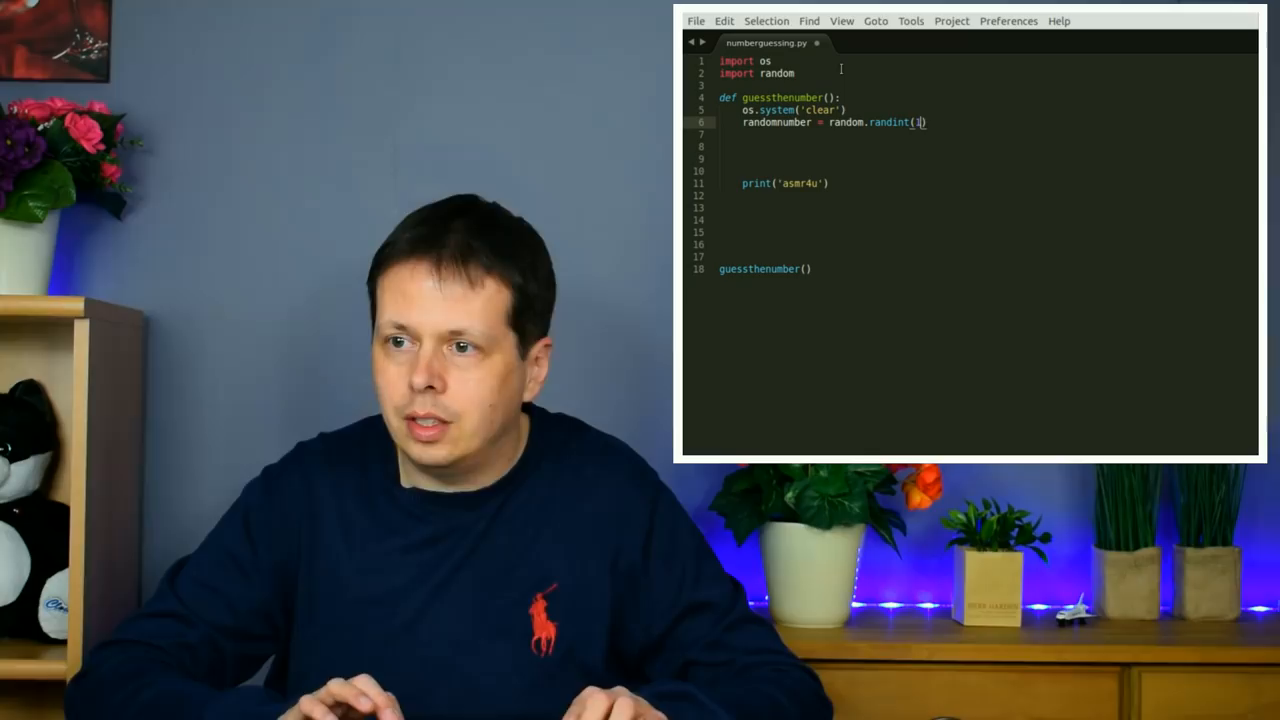 File Edit Selection Find View Goto Tools Project Preferences Help
numberguessing.py
1 import os
2 import random
3
4 def guessthenumber():
5 os.system('clear')
6 randomnumber = random.randint(1)
7
8
9
10
11 print('asmr4u')
12
13
14
15
16
17
18 guessthenumber()